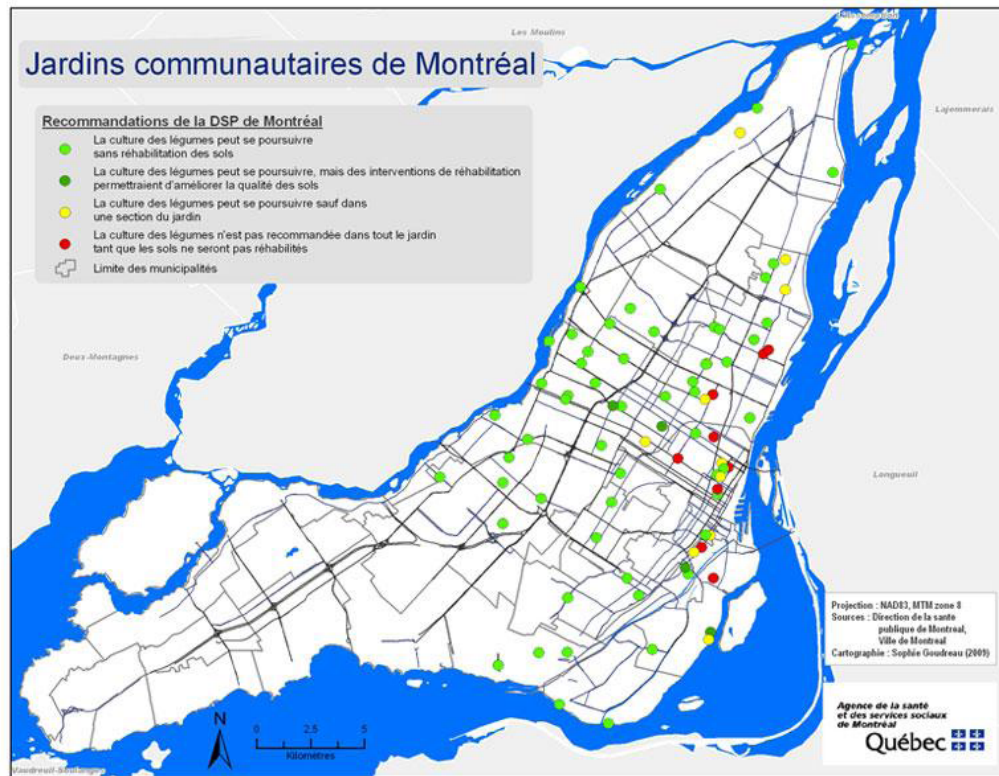 Les Moulins
Jardins communautaires de Montréal
Lajemmerais
Recommandations de la DSP de Montréal
La culture des légumes peut se poursuivre
sans réhabilitation des sols
La culture des légumes peut se poursuivre, mais des interventions de réhabilitation
permettraient d'améliorer la qualité des sols
La culture des légumes peut se poursuivre sauf dans
une section du jardin
La culture des légumes n'est pas recommandée dans tout le jardin
tant que les sols ne seront pas réhabilités
Limite des municipalités
Deux-Montagnes
Longueuil
Projection : NAD83, MTM zone 8
Sources : Direction de la santé
publique de Montréal,
Ville de Montréal
Cartographie : Sophie Goudreau (2009)
N
0 2,5 5
Kilomètres
Agence de la santé
et des services sociaux
de Montréal
Québec
Vaudreuil-Soulanges